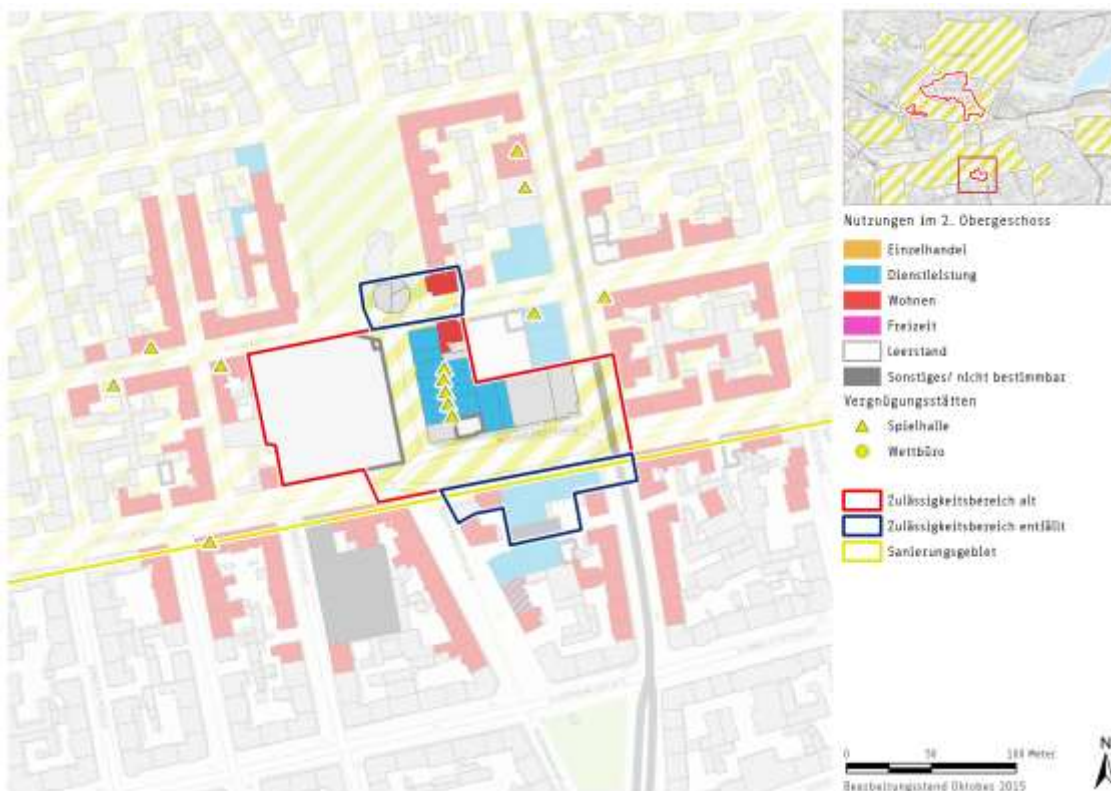 Nutzungen im 2. Obergeschoss
Einzelhandel
Dienstleistung
Wohnen
Freizeit
Leerstand
Sonstiges/ nicht bestimmbar
Vergnügungsstätten
Spielhalle
Wettbüro
Zulässigkeitsbereich alt
Zulässigkeitsbereich entfällt
Sanierungsgebiet
0 50 100 Meter
N
Bearbeitungsstand Oktober 2015